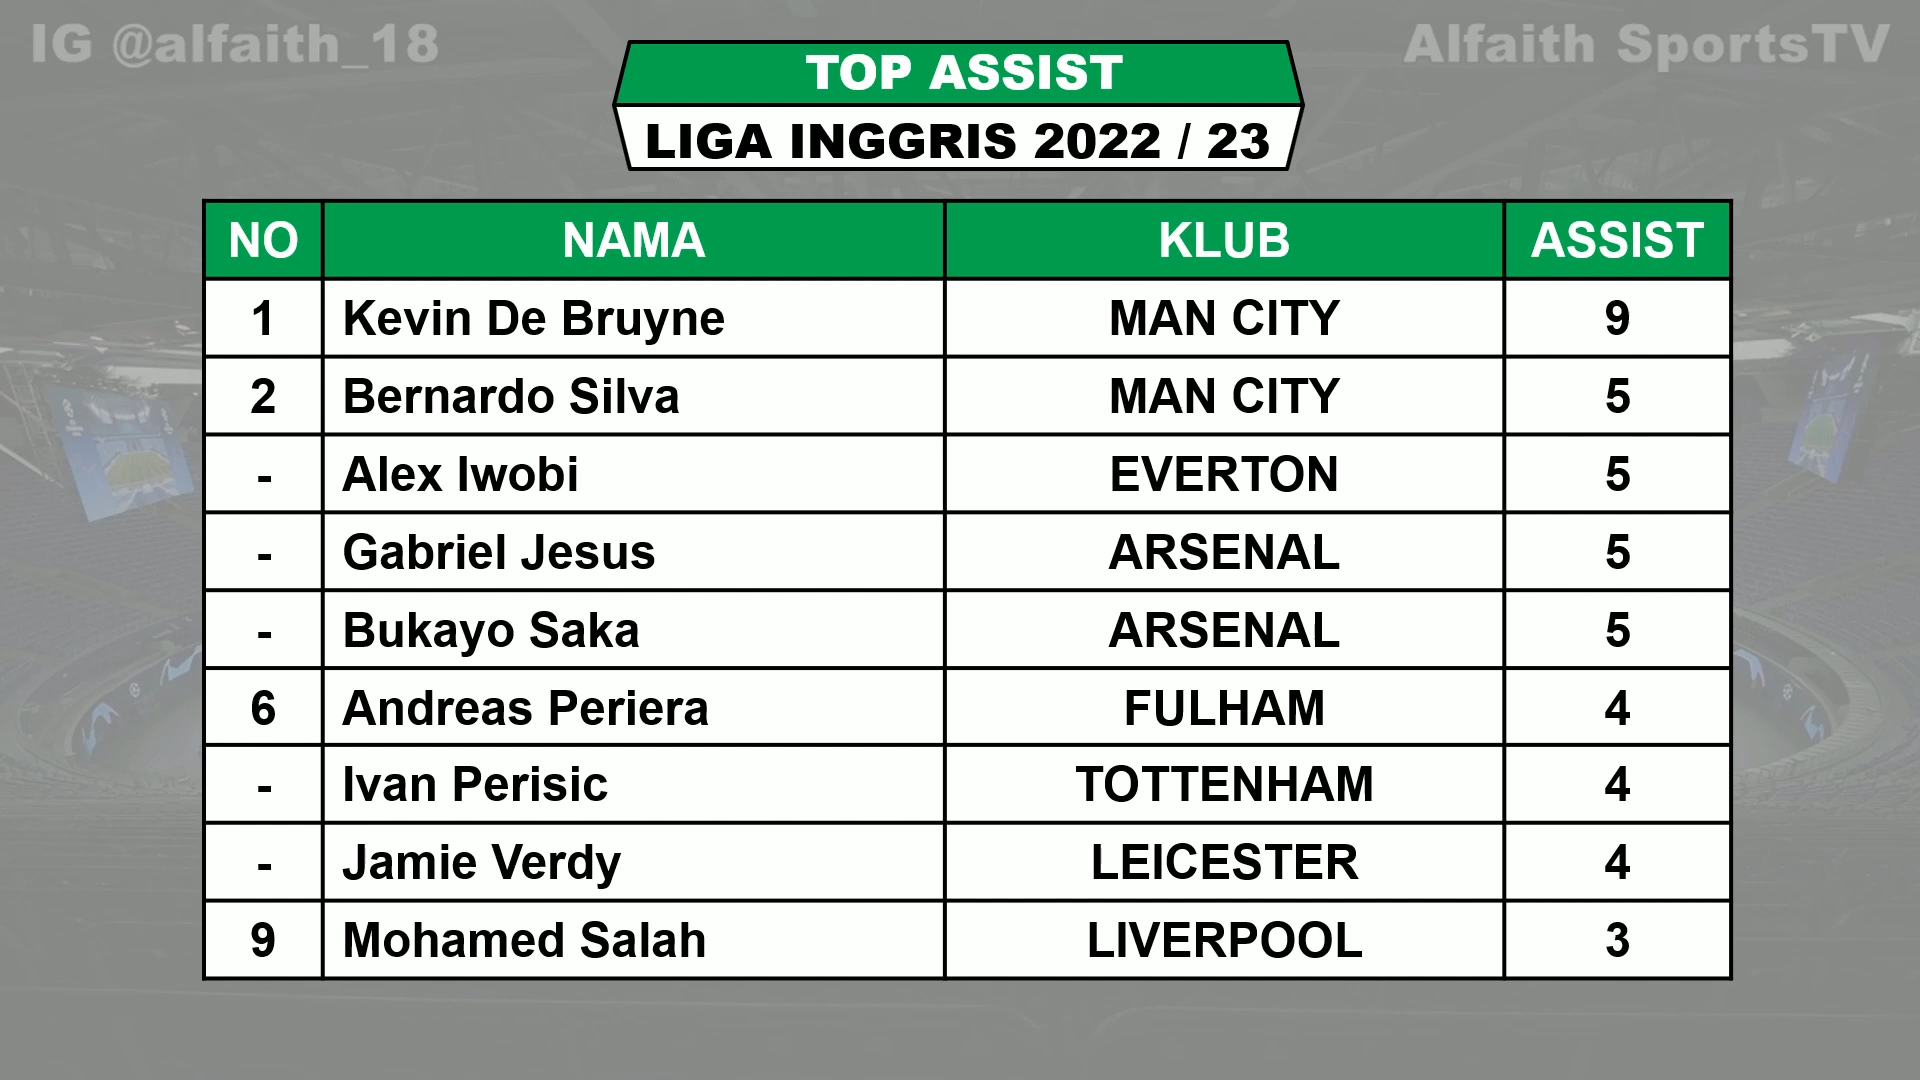 IG @alfaith_18
Alfaith SportsTV
TOP ASSIST
LIGA INGGRIS 2022 / 23
NO NAMA KLUB ASSIST
1 Kevin De Bruyne MAN CITY 9
2 Bernardo Silva MAN CITY 5
- Alex Iwobi EVERTON 5
- Gabriel Jesus ARSENAL 5
- Bukayo Saka ARSENAL 5
6 Andreas Periera FULHAM 4
- Ivan Perisic TOTTENHAM 4
- Jamie Verdy LEICESTER 4
9 Mohamed Salah LIVERPOOL 3